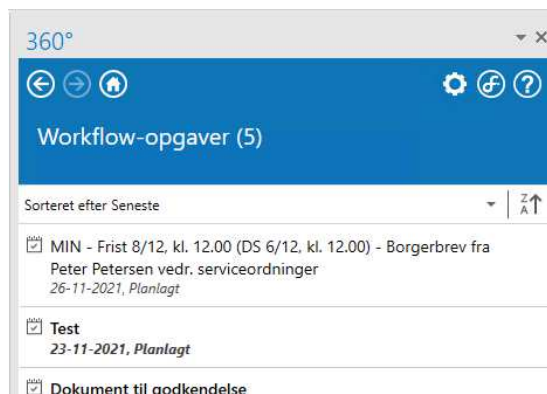 360°
Workflow-opgaver (5)
Sorteret efter Seneste
Z
A
MIN - Frist 8/12, kl. 12.00 (DS 6/12, kl. 12.00) - Borgerbrev fra
Peter Petersen vedr. serviceordninger
26-11-2021, Planlagt
Test
23-11-2021, Planlagt
Dokument til godkendelse